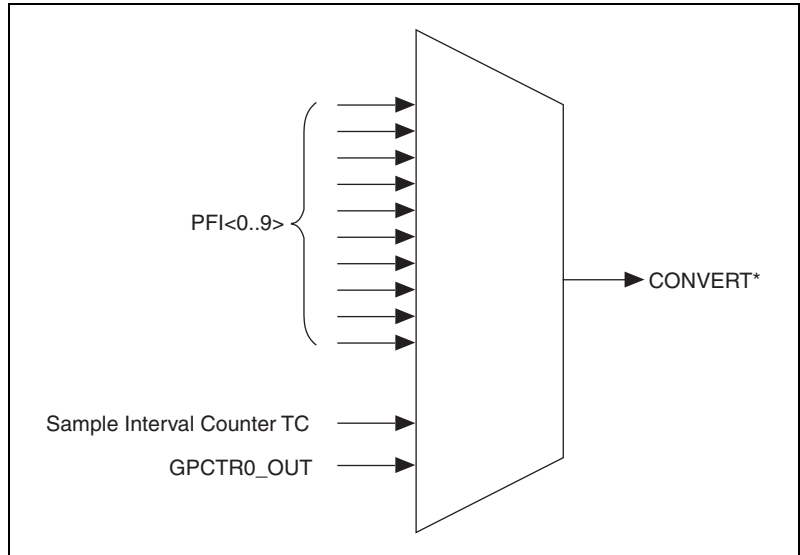 PFI<0..9>
CONVERT*
Sample Interval Counter TC
GPCTR0_OUT